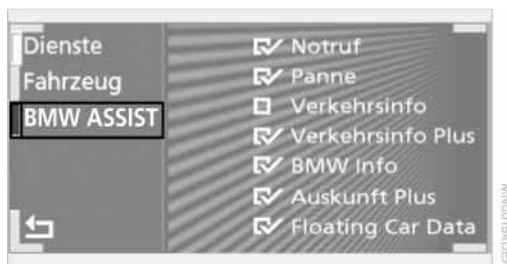 Dienste
Fahrzeug
BMW ASSIST
Notruf
Panne
Verkehrsinfo
Verkehrsinfo Plus
BMW Info
Auskunft Plus
Floating Car Data